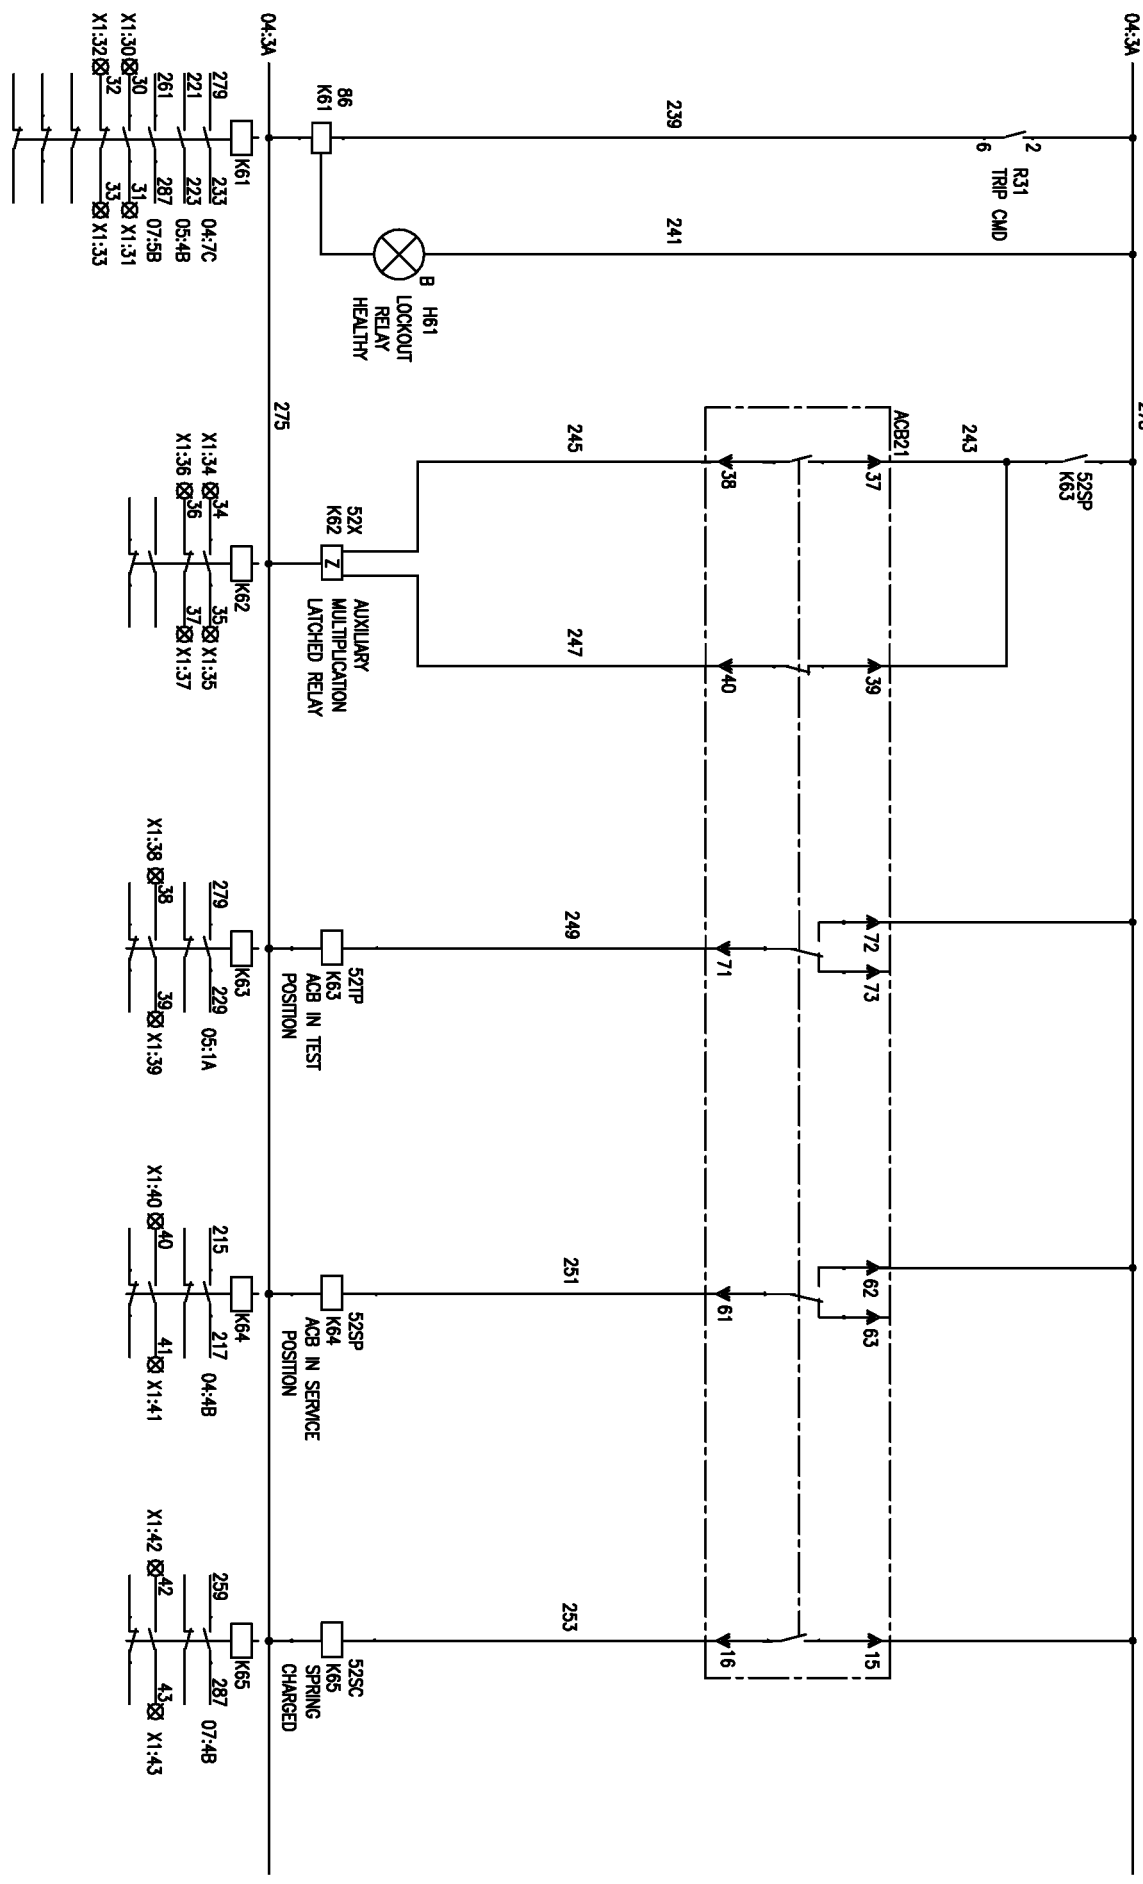 04:3A
2
6
R31
TRIP CMD
52SP
K63
243
ACB21
37
39
72
73
62
63
15
38
40
71
61
16
239
241
245
247
249
251
253
B
H61
LOCKOUT
RELAY
HEALTHY
86
K61
52X
K62
Z
AUXILIARY
MULTIPLICATION
LATCHED RELAY
52TP
K63
ACB IN TEST
POSITION
52SP
K64
ACB IN SERVICE
POSITION
52SC
K65
SPRING
CHARGED
04:3A
275
K61
279
233
04:7C
221
223
05:4B
261
287
07:5B
X1:30
30
31
X1:31
X1:32
32
33
X1:33
K62
X1:34
34
35
X1:35
X1:36
36
37
X1:37
K63
279
229
05:1A
X1:38
38
39
X1:39
K64
215
217
04:4B
X1:40
40
41
X1:41
K65
259
287
07:4B
X1:42
42
43
X1:43